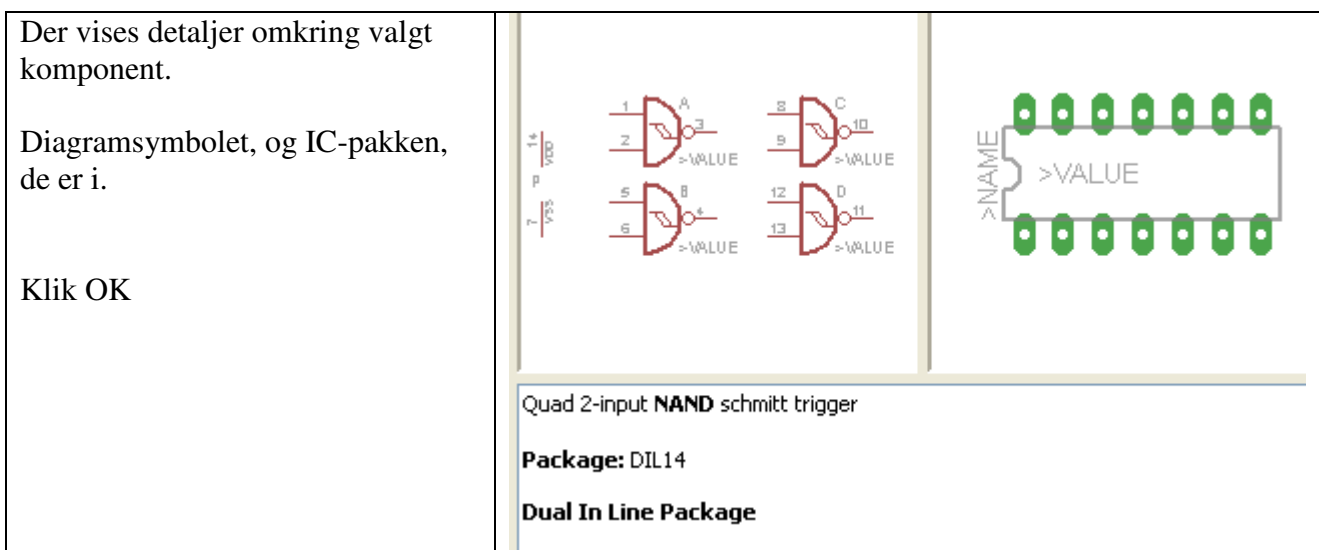 Der vises detaljer omkring valgt
komponent.
Diagramsymbolet, og IC-pakken,
de er i.
Klik OK
14
VDD
P
7
VSS
1
2
A
3
>VALUE
8
9
C
10
>VALUE
5
6
B
4
>VALUE
12
13
D
11
>VALUE
>NAME
>VALUE
Quad 2-input NAND schmitt trigger
Package: DIL14
Dual In Line Package